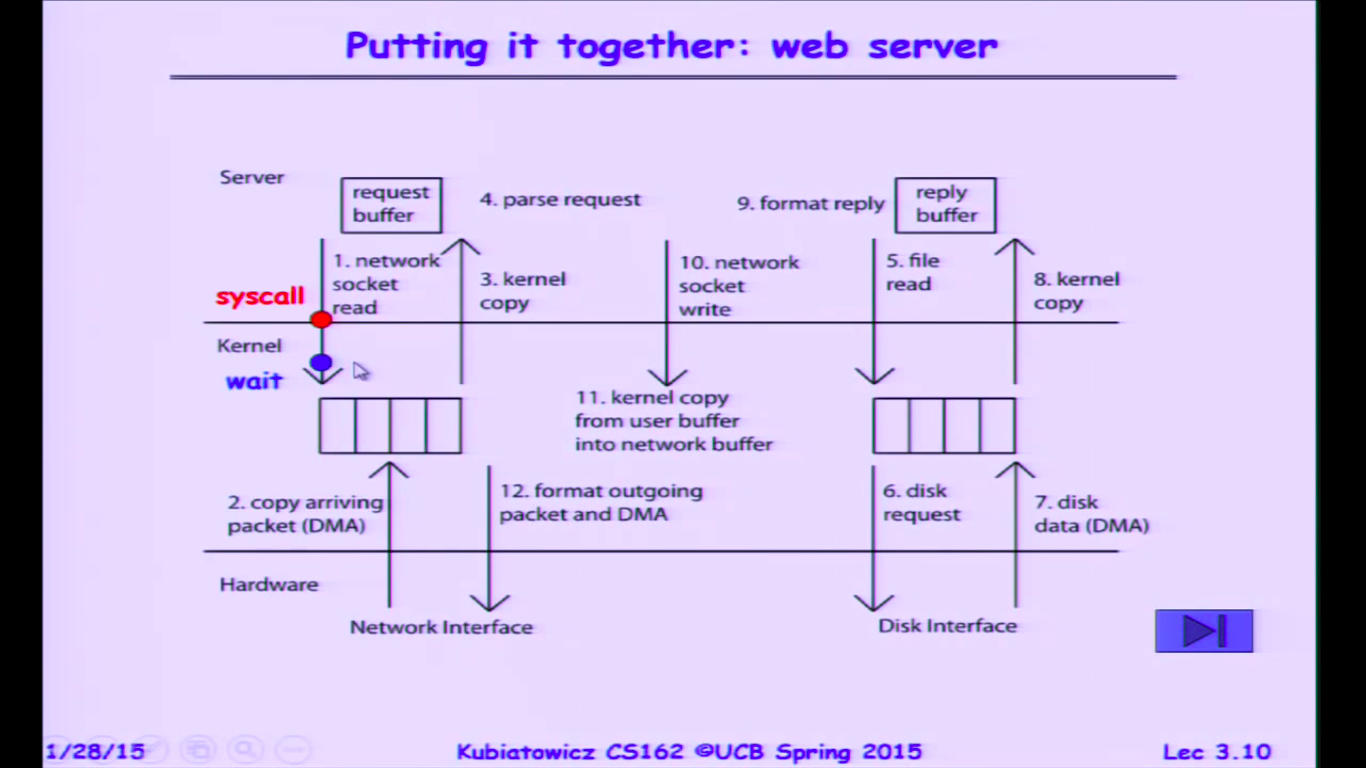 Putting it together: web server
Server
request
buffer
4. parse request
9. format reply
reply
buffer
1. network
socket
read
3. kernel
copy
10. network
socket
write
5. file
read
8. kernel
copy
syscall
Kernel
wait
11. kernel copy
from user buffer
into network buffer
2. copy arriving
packet (DMA)
12. format outgoing
packet and DMA
6. disk
request
7. disk
data (DMA)
Hardware
Network Interface
Disk Interface
1/28/15
Kubiatowicz CS162 ©UCB Spring 2015
Lec 3.10